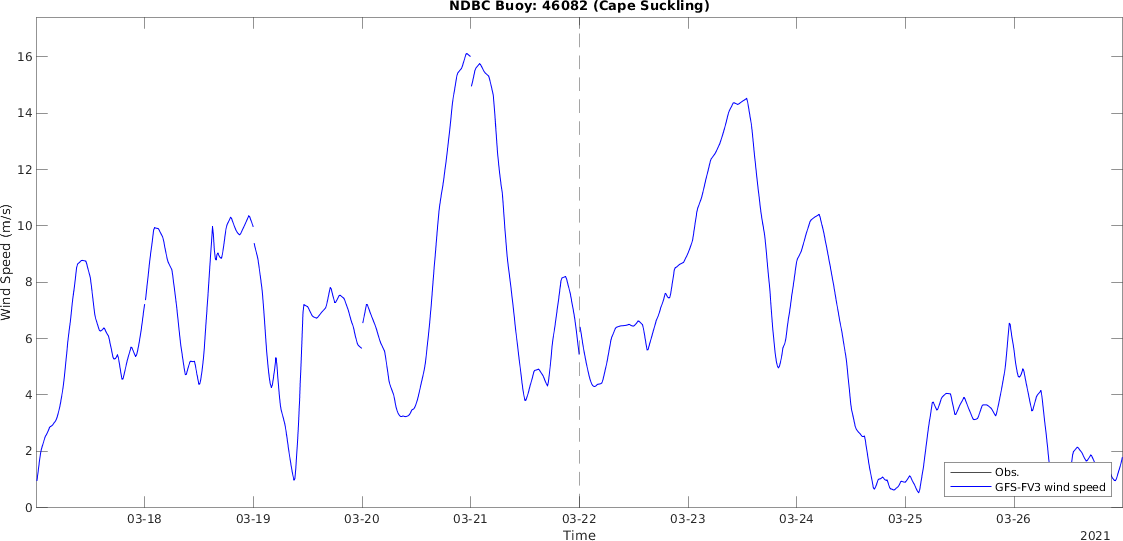 NDBC Buoy: 46082 (Cape Suckling)
Wind Speed (m/s)
16
14
12
10
8
6
4
2
0
Obs.
GFS-FV3 wind speed
03-18 03-19 03-20 03-21 03-22 03-23 03-24 03-25 03-26
Time
2021